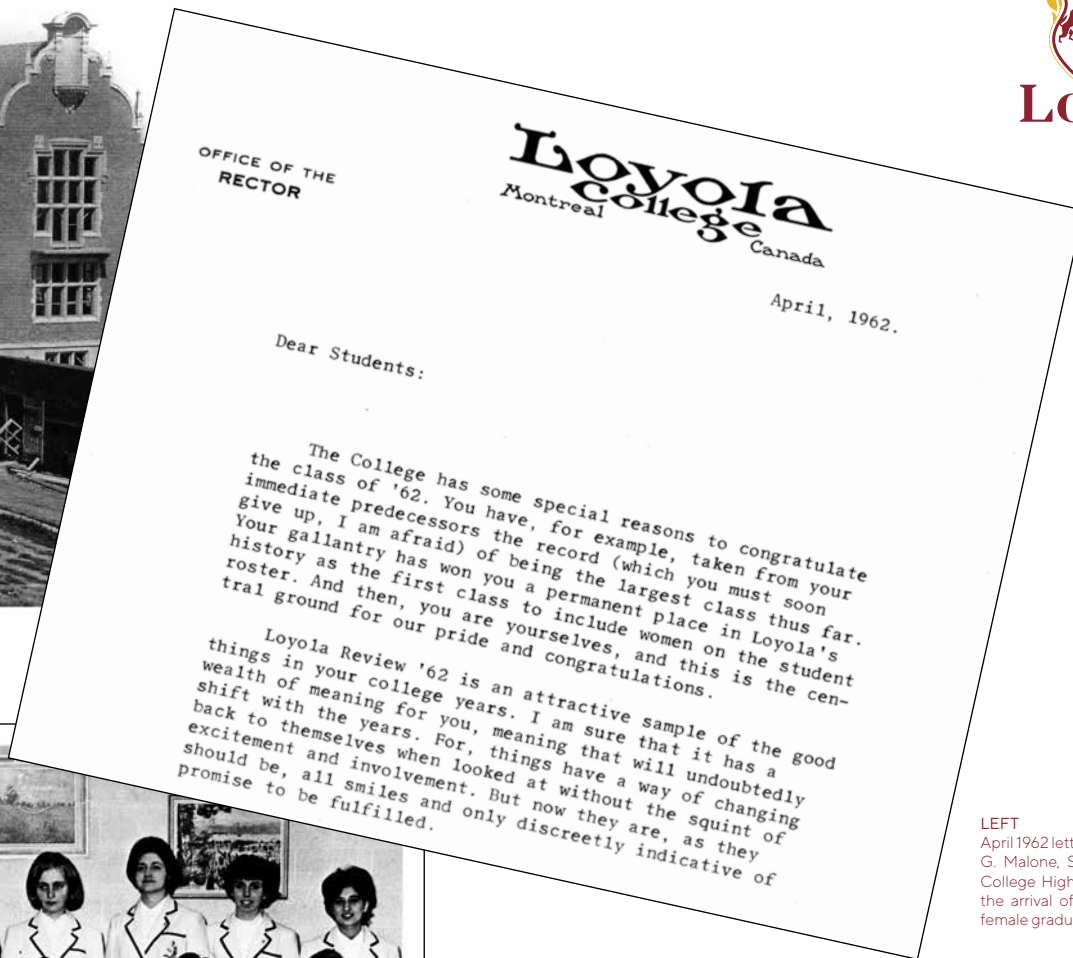 Lo
OFFICE OF THE
RECTOR
Loyola
College
Montreal
Canada
April, 1962.
Dear Students:
The College has some special reasons to congratulate
the class of '62. You have, for example, taken from your
immediate predecessors the record (which you must soon
give up, I am afraid) of being the largest class thus far.
Your gallantry has won you a permanent place in Loyola's
history as the first class to include women on the student
roster. And then, you are yourselves, and this is the cen-
tral ground for our pride and congratulations.
Loyola Review '62 is an attractive sample of the good
things in your college years. I am sure that it has a
wealth of meaning for you, meaning that will undoubtedly
shift with the years. For, things have a way of changing
back to themselves when looked at without the squint of
excitement and involvement. But now they are, as they
should be, all smiles and only discreetly indicative of
promise to be fulfilled.
LEFT
April 1962 lett
G. Malone, S
College High
the arrival of
female gradu